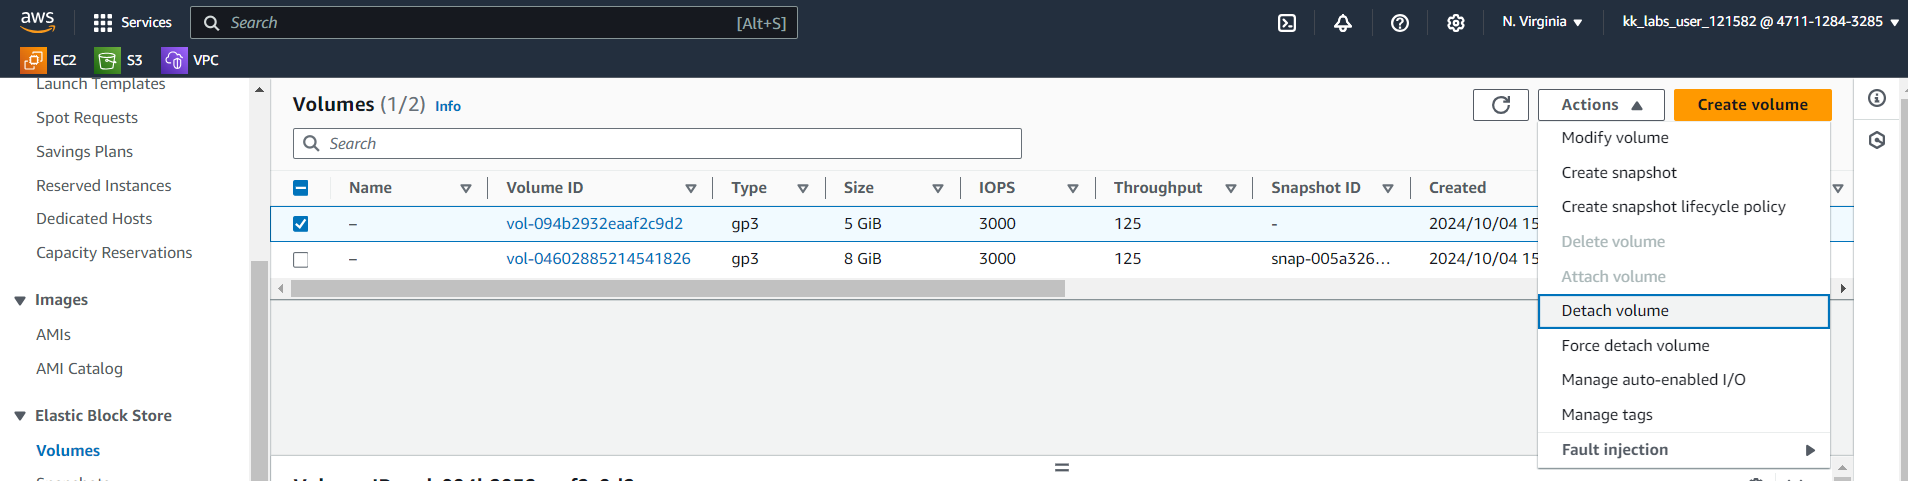 aws Services Search [Alt+S] N. Virginia kk_labs_user_121582 @ 4711-1284-3285
EC2 S3 VPC
Launch Templates
Spot Requests
Savings Plans
Reserved Instances
Dedicated Hosts
Capacity Reservations
Images
AMIs
AMI Catalog
Elastic Block Store
Volumes
Volumes (1/2) Info
Actions
Create volume
Search
Name Volume ID Type Size IOPS Throughput Snapshot ID Created
– vol-094b2932eaaf2c9d2 gp3 5 GiB 3000 125 - 2024/10/04 15
– vol-04602885214541826 gp3 8 GiB 3000 125 snap-005a326... 2024/10/04 15
Modify volume
Create snapshot
Create snapshot lifecycle policy
Delete volume
Attach volume
Detach volume
Force detach volume
Manage auto-enabled I/O
Manage tags
Fault injection